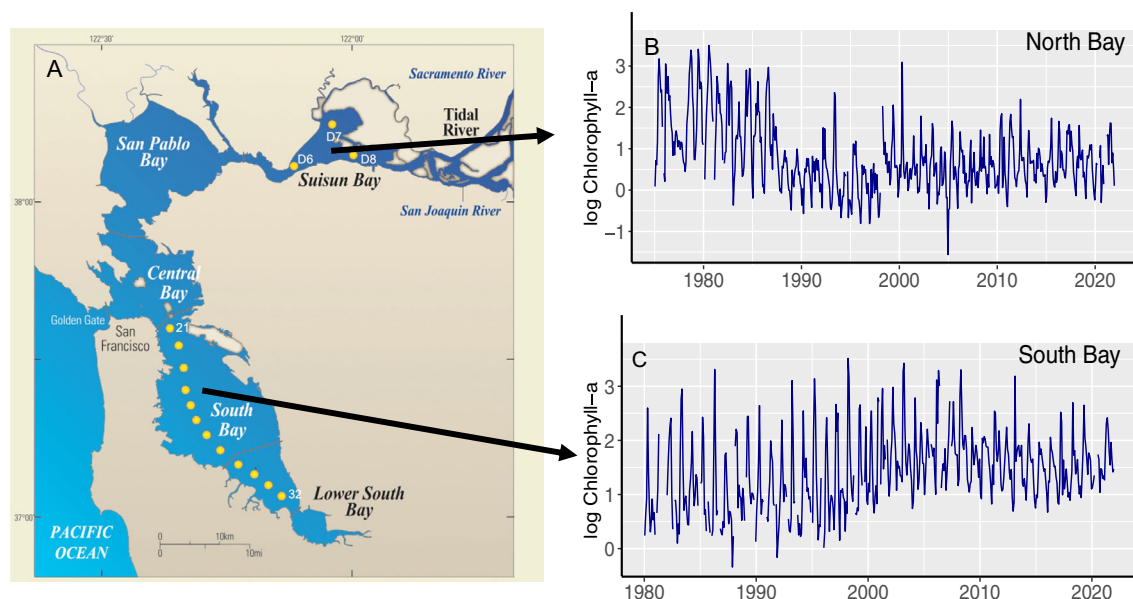 A
122°30'
122°00'
Sacramento River
Tidal
River
San Pablo
Bay
D7
D6
D8
Suisun Bay
San Joaquin River
38°00'
Central
Bay
Golden Gate
San
Francisco
21
South
Bay
32
Lower South
Bay
37°00'
PACIFIC
OCEAN
0
10km
0
10mi
B
North Bay
log Chlorophyll−a
3
2
1
0
−1
1980
1990
2000
2010
2020
C
South Bay
log Chlorophyll−a
3
2
1
0
1980
1990
2000
2010
2020